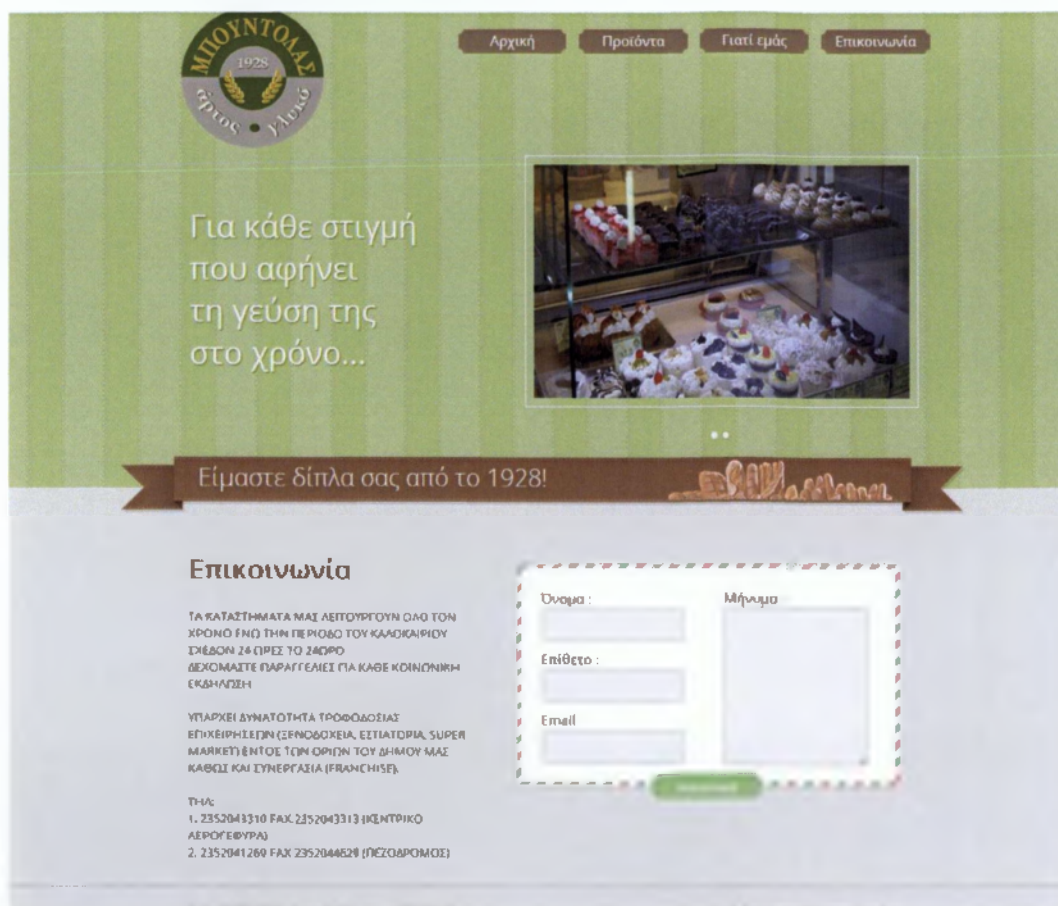 ΜΠΟΥΝΤΟΛΑΣ
1928
άρτος • γλυκό
Αρχική Προϊόντα Γιατί εμάς Επικοινωνία
Για κάθε στιγμή
που αφήνει
τη γεύση της
στο χρόνο...
Είμαστε δίπλα σας από το 1928!
Επικοινωνία
ΤΑ ΚΑΤΑΣΤΗΜΑΤΑ ΜΑΣ ΛΕΙΤΟΥΡΓΟΥΝ ΟΛΟ ΤΟΝ
ΧΡΟΝΟ ΕΝΩ ΤΗΝ ΠΕΡΙΟΔΟ ΤΟΥ ΚΑΛΟΚΑΙΡΙΟΥ
ΣΧΕΔΟΝ 24 ΩΡΕΣ ΤΟ 24ΩΡΟ
ΔΕΧΟΜΑΣΤΕ ΠΑΡΑΓΓΕΛΙΕΣ ΓΙΑ ΚΑΘΕ ΚΟΙΝΩΝΙΚΗ
ΕΚΔΗΛΩΣΗ
ΥΠΑΡΧΕΙ ΔΥΝΑΤΟΤΗΤΑ ΤΡΟΦΟΔΟΣΙΑΣ
ΕΠΙΧΕΙΡΗΣΕΩΝ (ΞΕΝΟΔΟΧΕΙΑ, ΕΣΤΙΑΤΟΡΙΑ, SUPER
MARKET) ΕΝΤΟΣ ΤΩΝ ΟΡΙΩΝ ΤΟΥ ΔΗΜΟΥ ΜΑΣ
ΚΑΘΩΣ ΚΑΙ ΣΥΝΕΡΓΑΣΙΑ (FRANCHISE).
ΤΗΛ:
1. 2352043310 FAX 2352043313 (ΚΕΝΤΡΙΚΟ
ΑΕΡΟΓΕΦΥΡΑ)
2. 2352041260 FAX 2352044829 (ΠΕΖΟΔΡΟΜΟΣ)
Όνομα :
Μήνυμα
Επίθετο :
Email